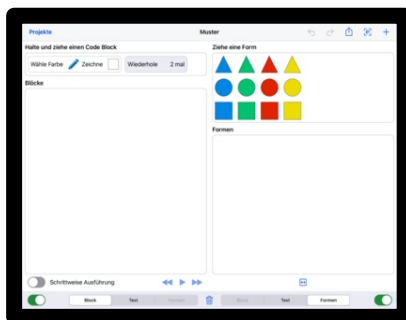 Projekte
Muster
Halte und ziehe einen Code Block
Ziehe eine Form
Wähle Farbe
Zeichne
Wiederhole 2 mal
Blöcke
Formen
Schrittweise Ausführung
Block
Text
Formen
Block
Text
Formen